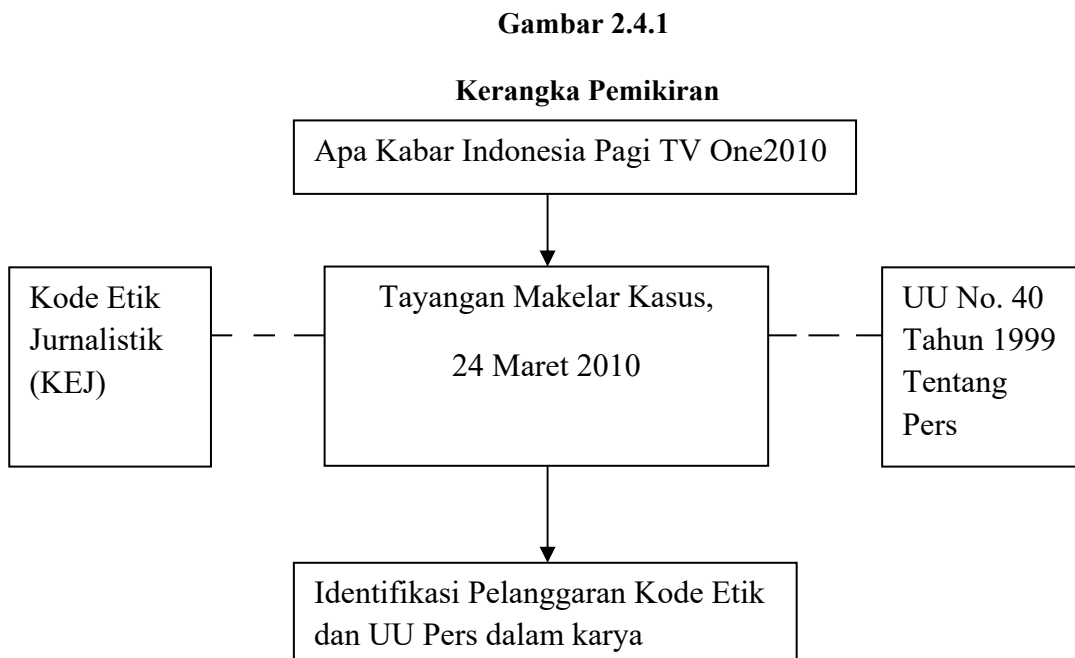 Gambar 2.4.1
Kerangka Pemikiran
Apa Kabar Indonesia Pagi TV One2010
Kode Etik
Jurnalistik
(KEJ)
Tayangan Makelar Kasus,
24 Maret 2010
UU No. 40
Tahun 1999
Tentang
Pers
Identifikasi Pelanggaran Kode Etik
dan UU Pers dalam karya